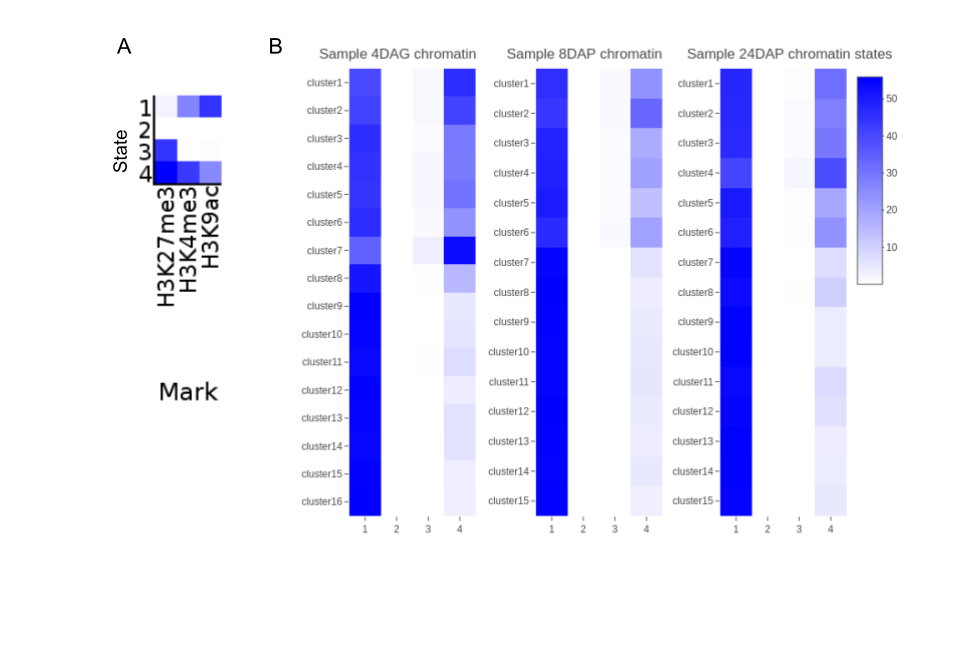 A
B
State
1
2
3
4
H3K27me3
H3K4me3
H3K9ac
Mark
Sample 4DAG chromatin
cluster1
cluster2
cluster3
cluster4
cluster5
cluster6
cluster7
cluster8
cluster9
cluster10
cluster11
cluster12
cluster13
cluster14
cluster15
cluster16
1 2 3 4
Sample 8DAP chromatin
cluster1
cluster2
cluster3
cluster4
cluster5
cluster6
cluster7
cluster8
cluster9
cluster10
cluster11
cluster12
cluster13
cluster14
cluster15
1 2 3 4
Sample 24DAP chromatin states
cluster1
cluster2
cluster3
cluster4
cluster5
cluster6
cluster7
cluster8
cluster9
cluster10
cluster11
cluster12
cluster13
cluster14
cluster15
1 2 3 4
50
40
30
20
10